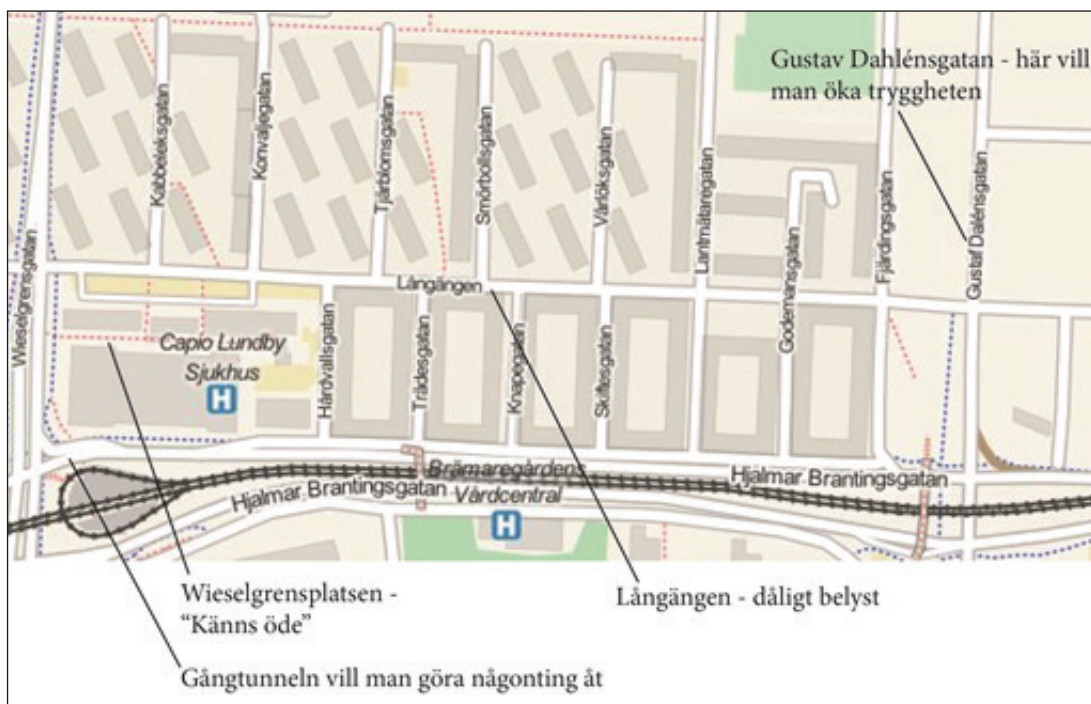 Gustav Dahlénsgatan - här vill
man öka tryggheten
Kabbeleksgatan
Konvaljegatan
Tjärblomsgatan
Smörbollsgatan
Vårlöksgatan
Lantmätaregatan
Godemansgatan
Fjärdingsgatan
Gustaf Dalénsgatan
Wieselgrensgatan
Långängen
Capio Lundby
Sjukhus
H
Hårdvallsgatan
Trädesgatan
Knapegatan
Skiftesgatan
Brämaregårdens
Vårdcentral
H
Hjalmar Brantingsgatan
Hjalmar Brantingsgatan
Wieselgrensplatsen -
“Känns öde”
Långängen - dåligt belyst
Gångtunneln vill man göra någonting åt